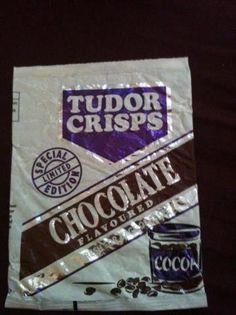 TUDOR
CRISPS
SPECIAL
LIMITED
EDITION
CHOCOLATE
FLAVOURED
COCOA